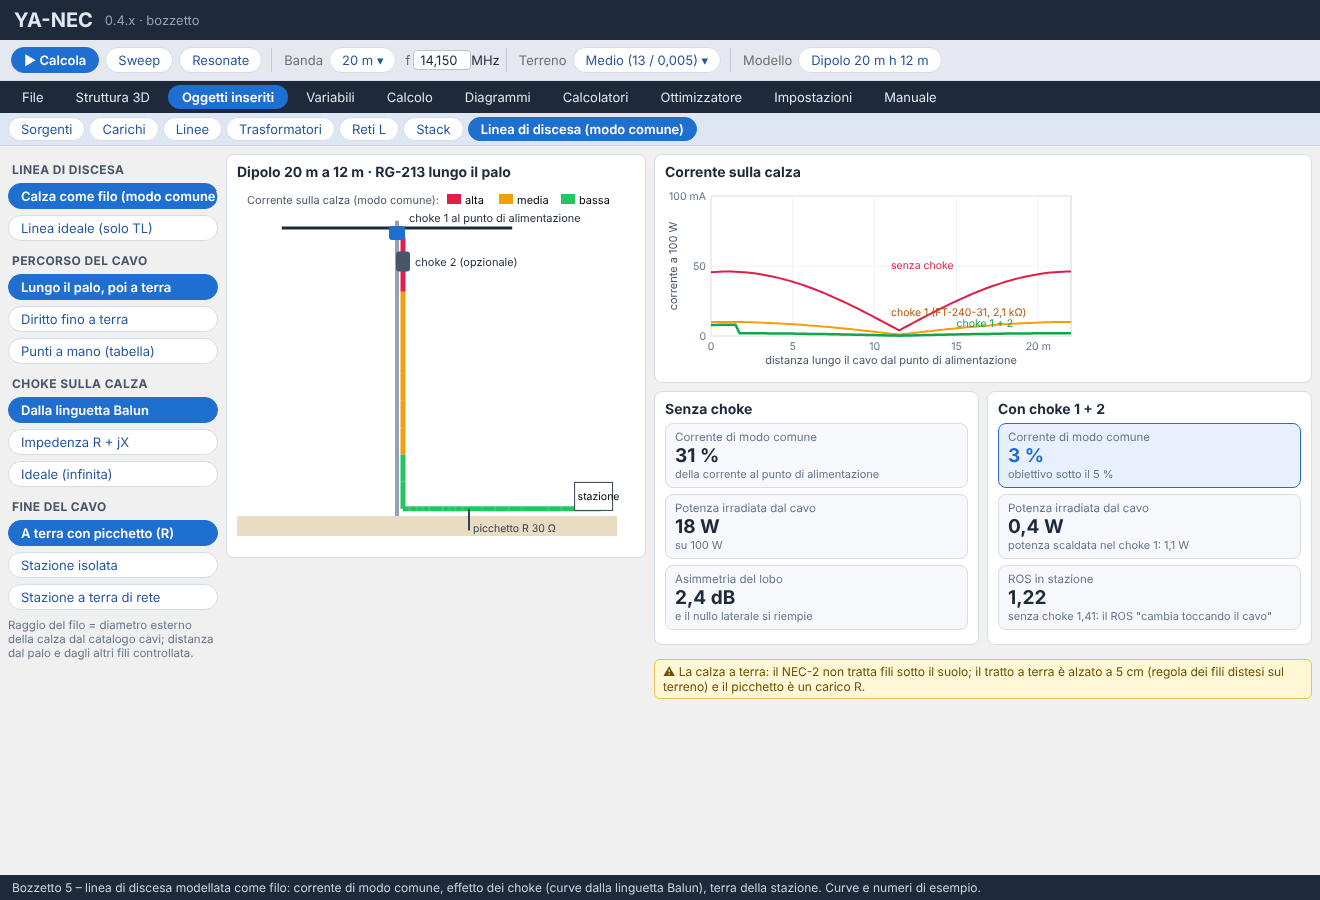 YA-NEC 0.4.x · bozzetto
▶ Calcola Sweep Resonate Banda 20 m ▾ f 14,150 MHz Terreno Medio (13 / 0,005) ▾ Modello Dipolo 20 m h 12 m
File Struttura 3D Oggetti inseriti Variabili Calcolo Diagrammi Calcolatori Ottimizzatore Impostazioni Manuale
Sorgenti Carichi Linee Trasformatori Reti L Stack Linea di discesa (modo comune)
LINEA DI DISCESA
Calza come filo (modo comune
Linea ideale (solo TL)
PERCORSO DEL CAVO
Lungo il palo, poi a terra
Diritto fino a terra
Punti a mano (tabella)
CHOKE SULLA CALZA
Dalla linguetta Balun
Impedenza R + jX
Ideale (infinita)
FINE DEL CAVO
A terra con picchetto (R)
Stazione isolata
Stazione a terra di rete
Raggio del filo = diametro esterno
della calza dal catalogo cavi; distanza
dal palo e dagli altri fili controllata.
Dipolo 20 m a 12 m · RG-213 lungo il palo
Corrente sulla calza (modo comune): alta media bassa
choke 1 al punto di alimentazione
choke 2 (opzionale)
stazione
picchetto R 30 Ω
Corrente sulla calza
100 mA
50
0
corrente a 100 W
senza choke
choke 1 (FT-240-31, 2,1 kΩ)
choke 1 + 2
0 5 10 15 20 m
distanza lungo il cavo dal punto di alimentazione
Senza choke
Corrente di modo comune
31 %
della corrente al punto di alimentazione
Potenza irradiata dal cavo
18 W
su 100 W
Asimmetria del lobo
2,4 dB
e il nullo laterale si riempie
Con choke 1 + 2
Corrente di modo comune
3 %
obiettivo sotto il 5 %
Potenza irradiata dal cavo
0,4 W
potenza scaldata nel choke 1: 1,1 W
ROS in stazione
1,22
senza choke 1,41: il ROS "cambia toccando il cavo"
⚠ La calza a terra: il NEC-2 non tratta fili sotto il suolo; il tratto a terra è alzato a 5 cm (regola dei fili distesi sul
terreno) e il picchetto è un carico R.
Bozzetto 5 – linea di discesa modellata come filo: corrente di modo comune, effetto dei choke (curve dalla linguetta Balun), terra della stazione. Curve e numeri di esempio.